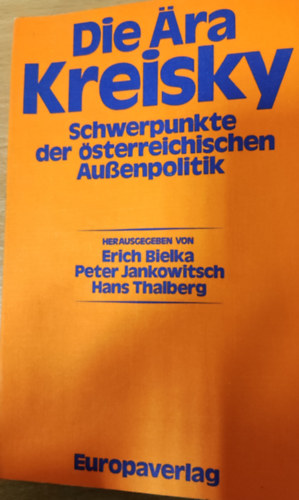 Die Ära
Kreisky
Schwerpunkte
der österreichischen
Außenpolitik
HERAUSGEGEBEN VON
Erich Bielka
Peter Jankowitsch
Hans Thalberg
Europaverlag